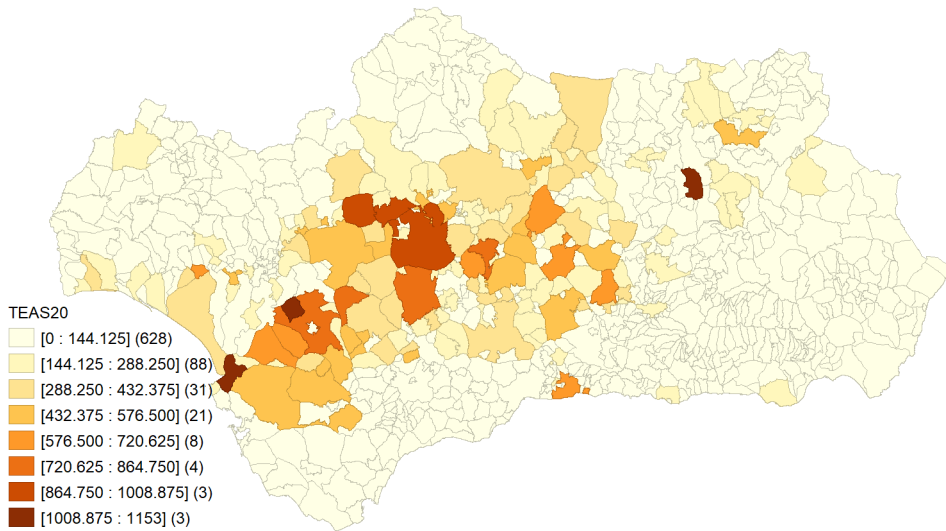 TEAS20
[0 : 144.125] (628)
[144.125 : 288.250] (88)
[288.250 : 432.375] (31)
[432.375 : 576.500] (21)
[576.500 : 720.625] (8)
[720.625 : 864.750] (4)
[864.750 : 1008.875] (3)
[1008.875 : 1153] (3)